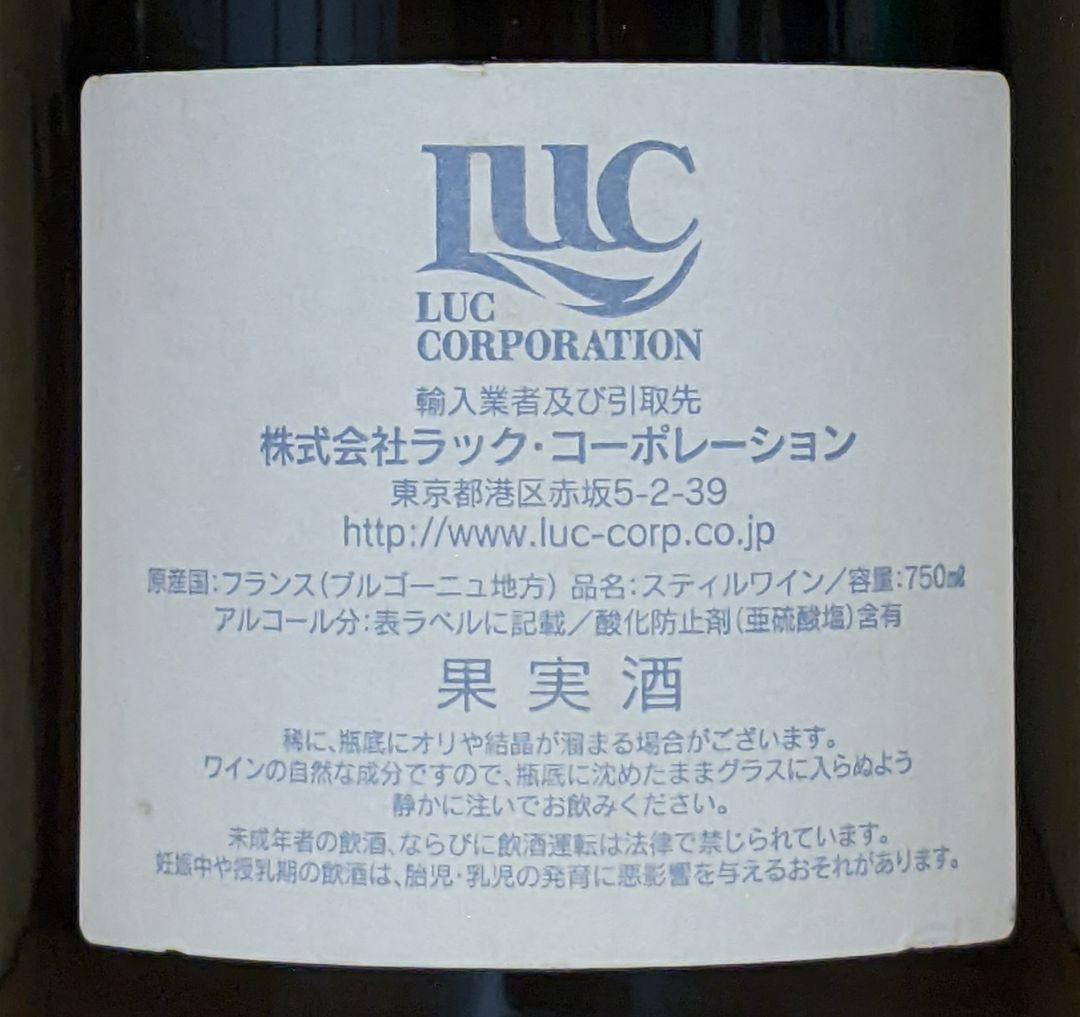 LUC
LUC
CORPORATION
輸入業者及び引取先
株式会社ラック・コーポレーション
東京都港区赤坂5-2-39
http://www.luc-corp.co.jp
原産国:フランス(ブルゴーニュ地方) 品名:スティルワイン/容量:750㎖
アルコール分:表ラベルに記載/酸化防止剤(亜硫酸塩)含有
果実酒
稀に、瓶底にオリや結晶が溜まる場合がございます。
ワインの自然な成分ですので、瓶底に沈めたままグラスに入らぬよう
静かに注いでお飲みください。
未成年者の飲酒、ならびに飲酒運転は法律で禁じられています。
妊娠中や授乳期の飲酒は、胎児・乳児の発育に悪影響を与えるおそれがあります。